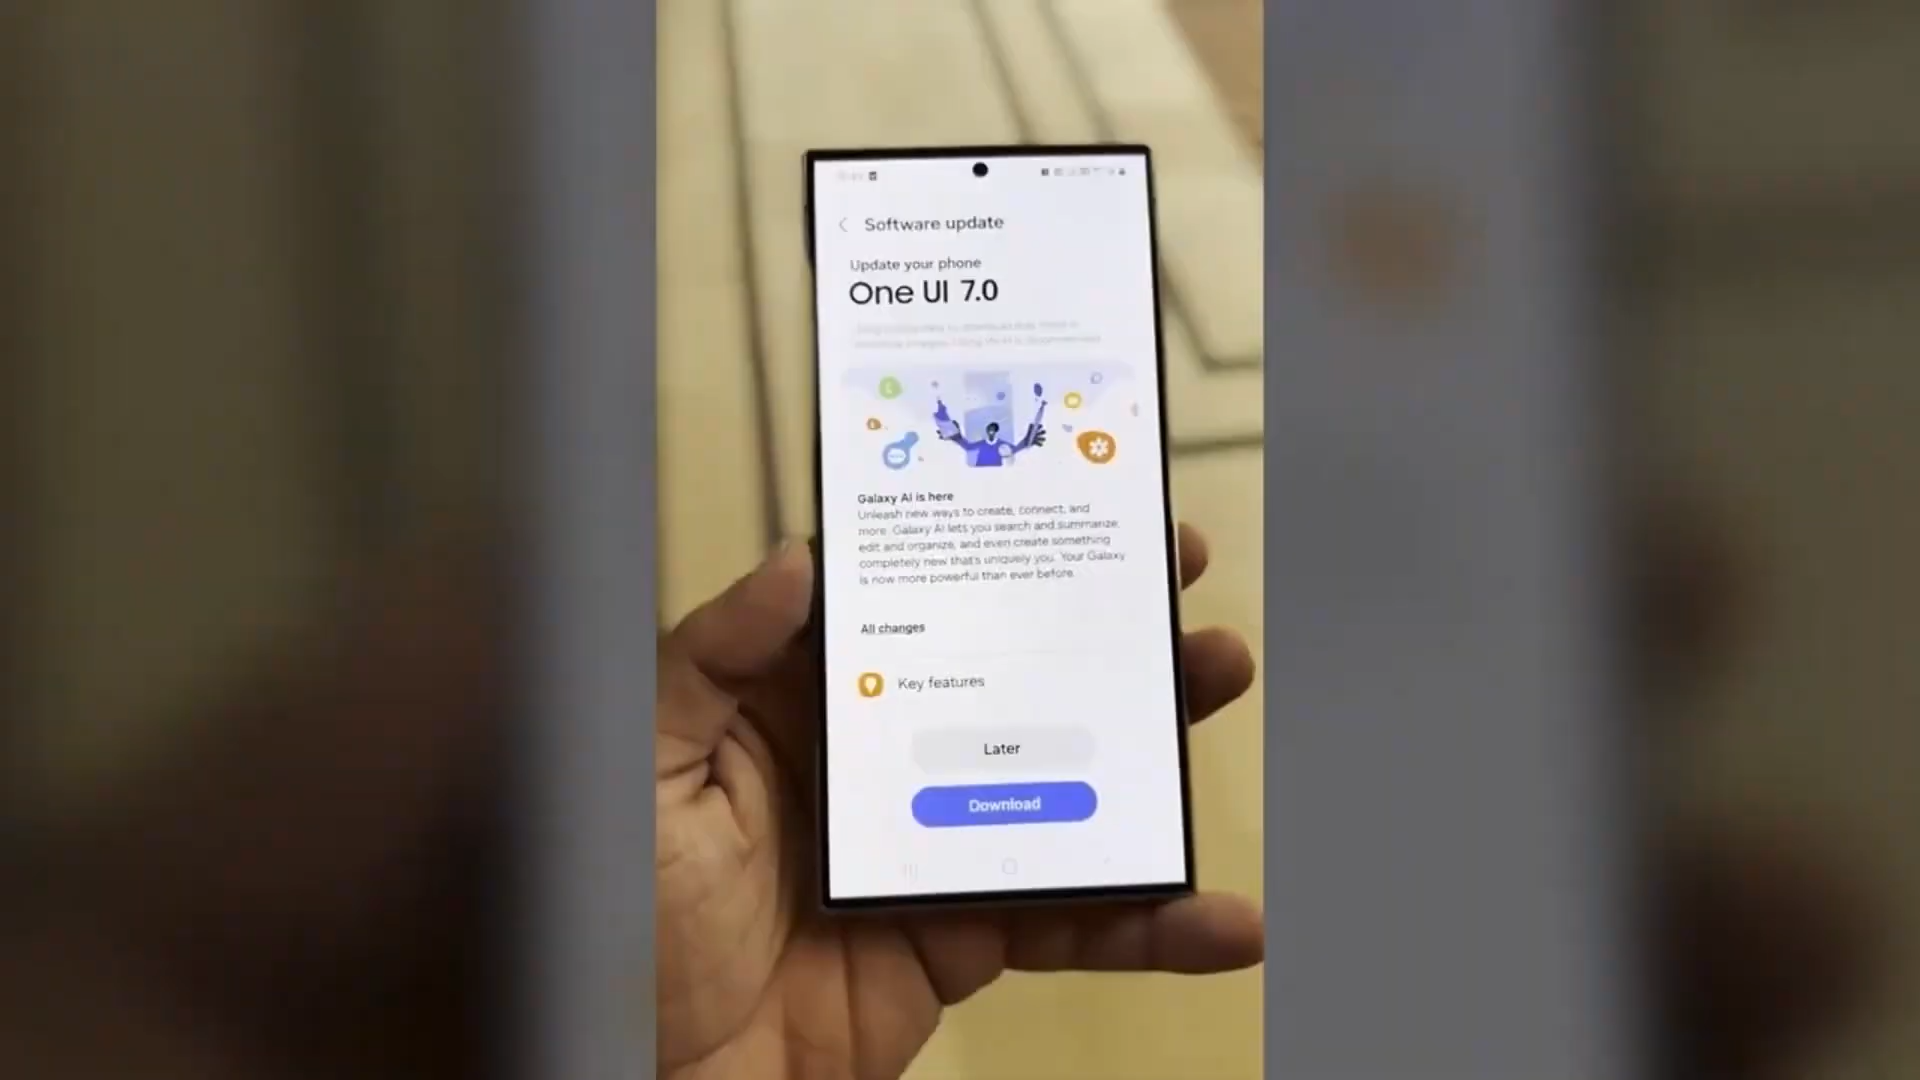 Software update
Update your phone
One UI 7.0
Galaxy AI is here
Unleash new ways to create, connect, and
more. Galaxy AI lets you search and summarize,
edit and organize, and even create something
completely new that's uniquely you. Your Galaxy
is now more powerful than ever before.
All changes
Key features
Later
Download